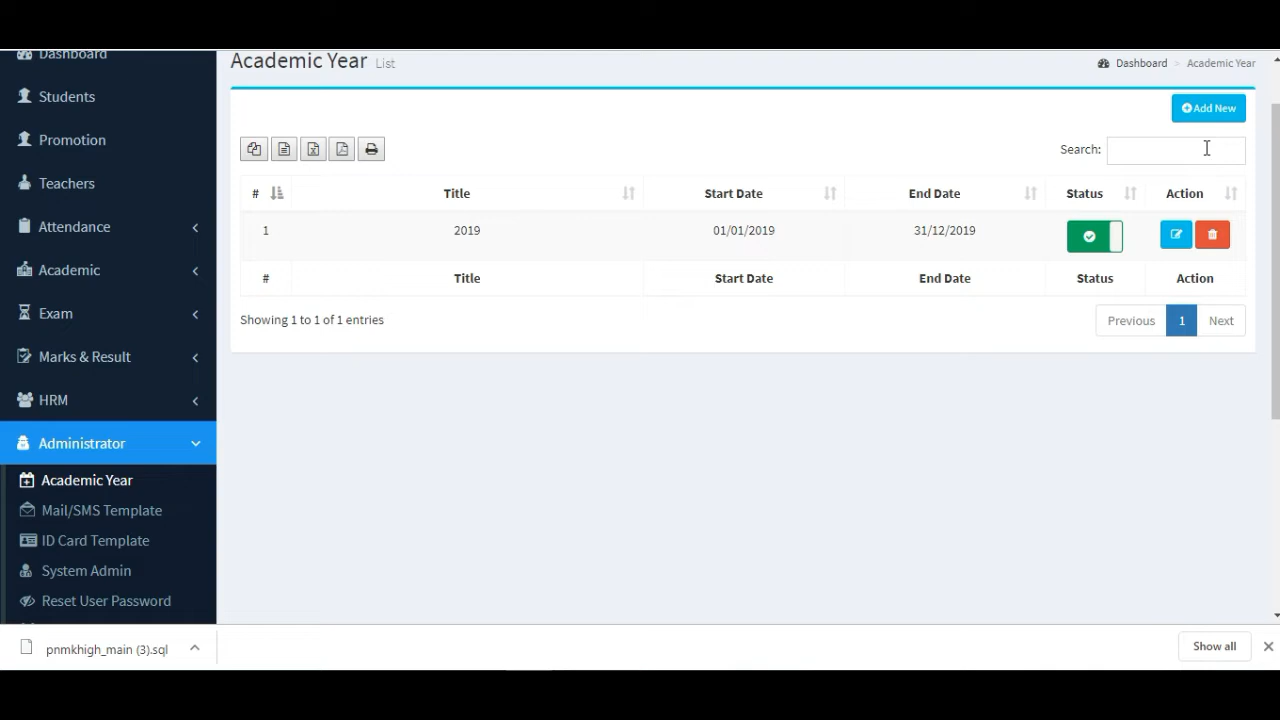 Dashboard
Students
Promotion
Teachers
Attendance
Academic
Exam
Marks & Result
HRM
Administrator
Academic Year
Mail/SMS Template
ID Card Template
System Admin
Reset User Password
Academic Year List
Dashboard > Academic Year
Add New
Search:
# Title Start Date End Date Status Action
1 2019 01/01/2019 31/12/2019
# Title Start Date End Date Status Action
Showing 1 to 1 of 1 entries
Previous 1 Next
pnmkhigh_main (3).sql
Show all